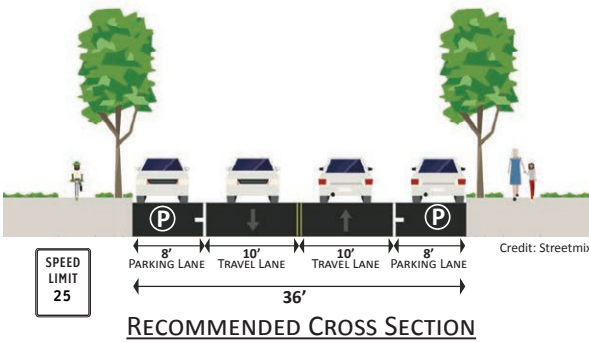 P P
8' 10' 10' 8'
PARKING LANE TRAVEL LANE TRAVEL LANE PARKING LANE
Credit: Streetmix
SPEED
LIMIT
25
36'
RECOMMENDED CROSS SECTION